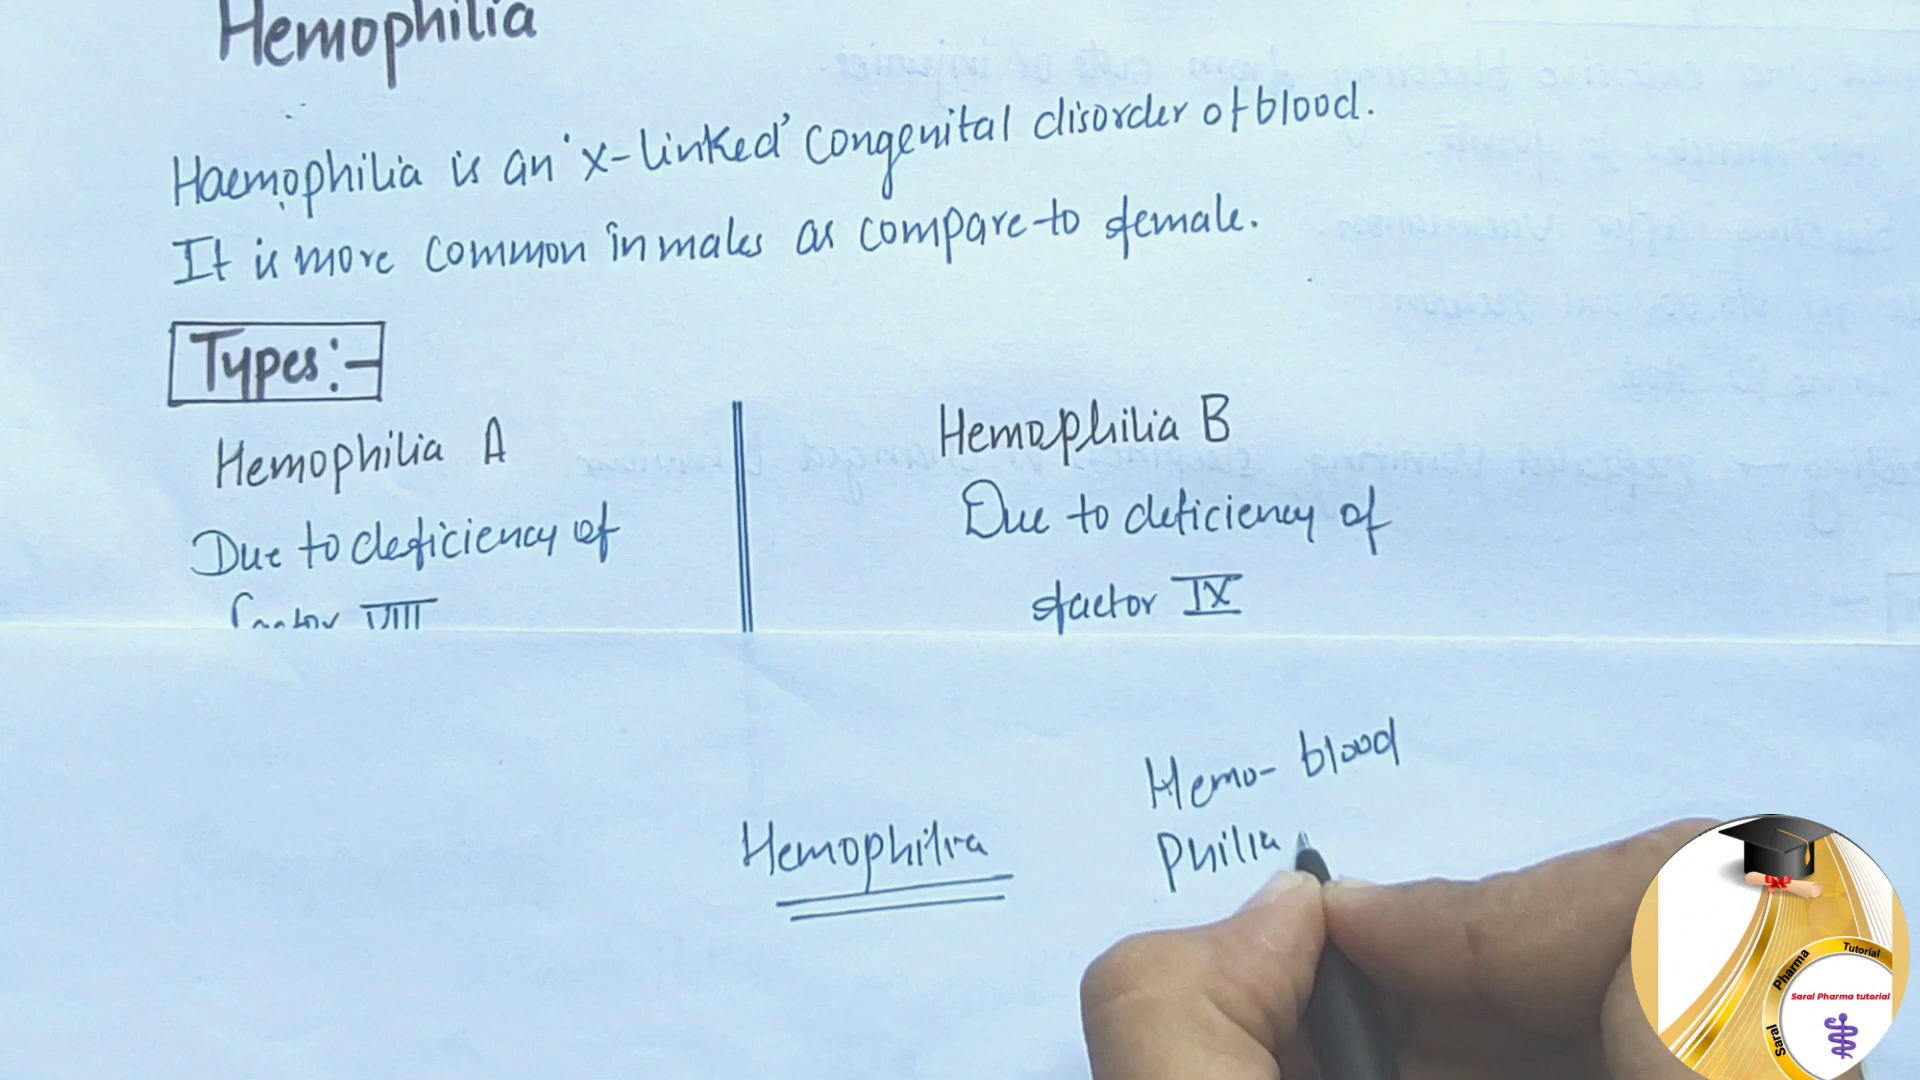 Hemophilia
Haemophilia is an 'x-linked' congenital disorder of blood.
It is more common in males as compare to female.
Types:-
Hemophilia A
Due to deficiency of
factor VIII
Hemophilia B
Due to deficiency of
factor IX
Hemo- blood
Philia
Hemophilia
Saral Pharma Tutorial
Saral Pharma tutorial